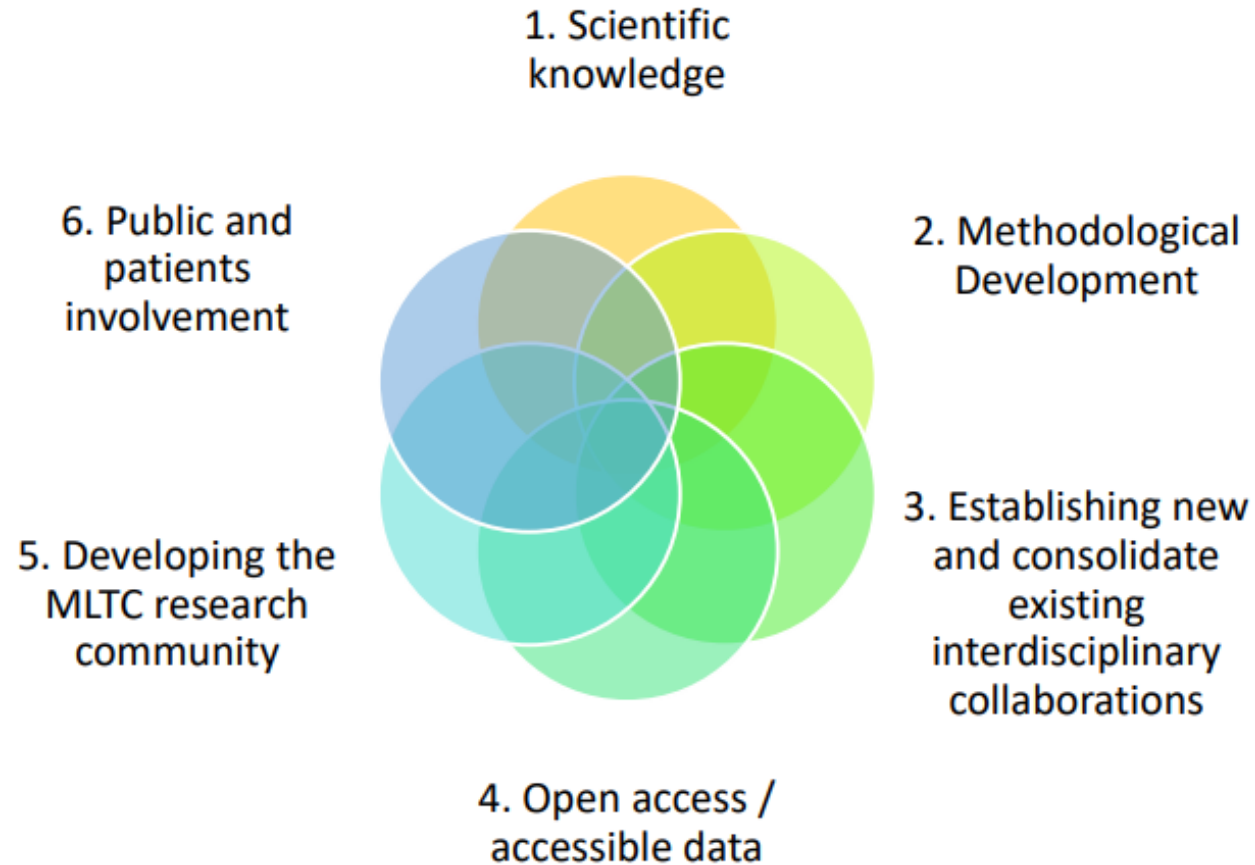 1. Scientific
knowledge
2. Methodological
Development
3. Establishing new
and consolidate
existing
interdisciplinary
collaborations
4. Open access /
accessible data
5. Developing the
MLTC research
community
6. Public and
patients
involvement